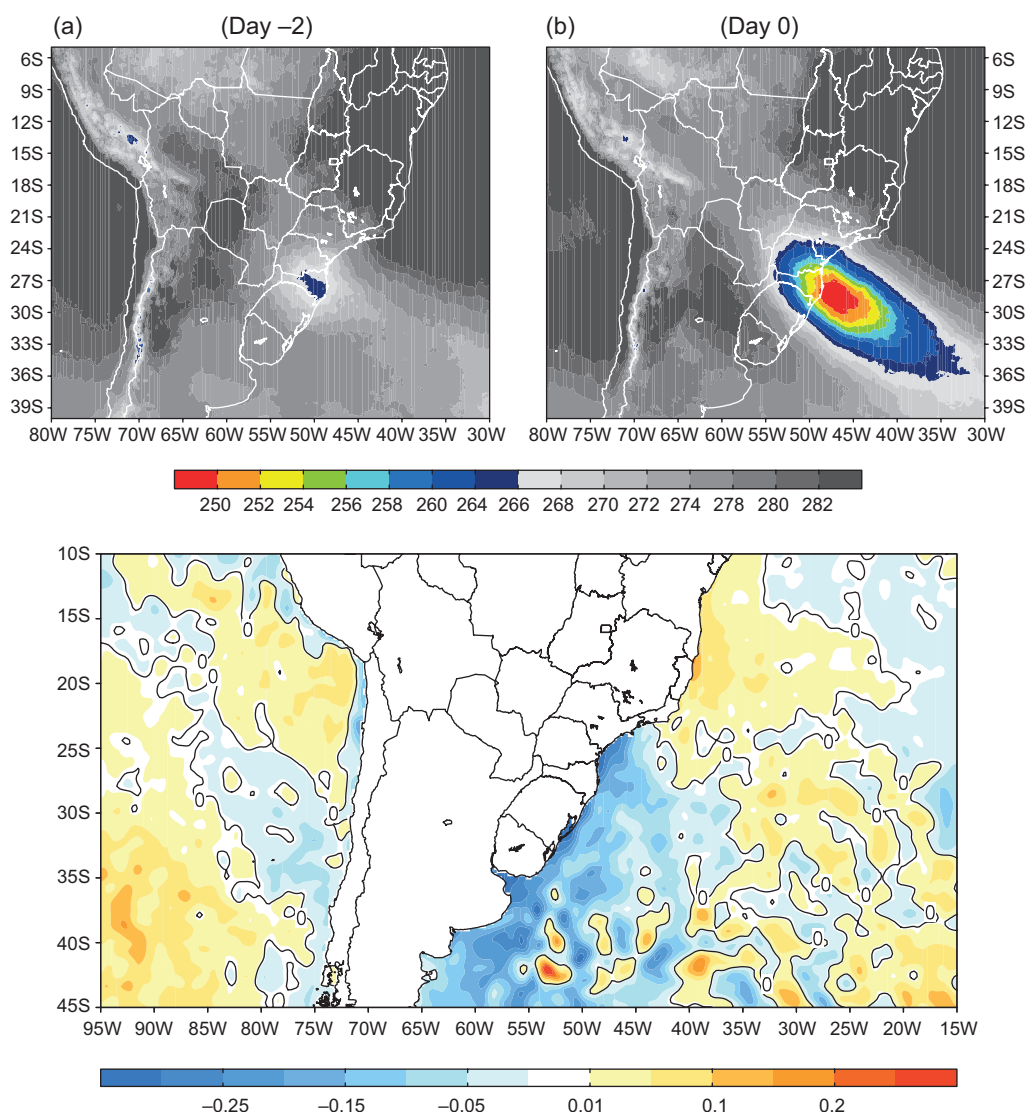 (a) (Day –2) (b) (Day 0)
6S 6S
9S 9S
12S 12S
15S 15S
18S 18S
21S 21S
24S 24S
27S 27S
30S 30S
33S 33S
36S 36S
39S 39S
80W 75W 70W 65W 60W 55W 50W 45W 40W 35W 30W 80W 75W 70W 65W 60W 55W 50W 45W 40W 35W 30W
250 252 254 256 258 260 264 266 268 270 272 274 278 280 282
10S
15S
20S
25S
30S
35S
40S
45S
95W 90W 85W 80W 75W 70W 65W 60W 55W 50W 45W 40W 35W 30W 25W 20W 15W
–0.25 –0.15 –0.05 0.01 0.1 0.2